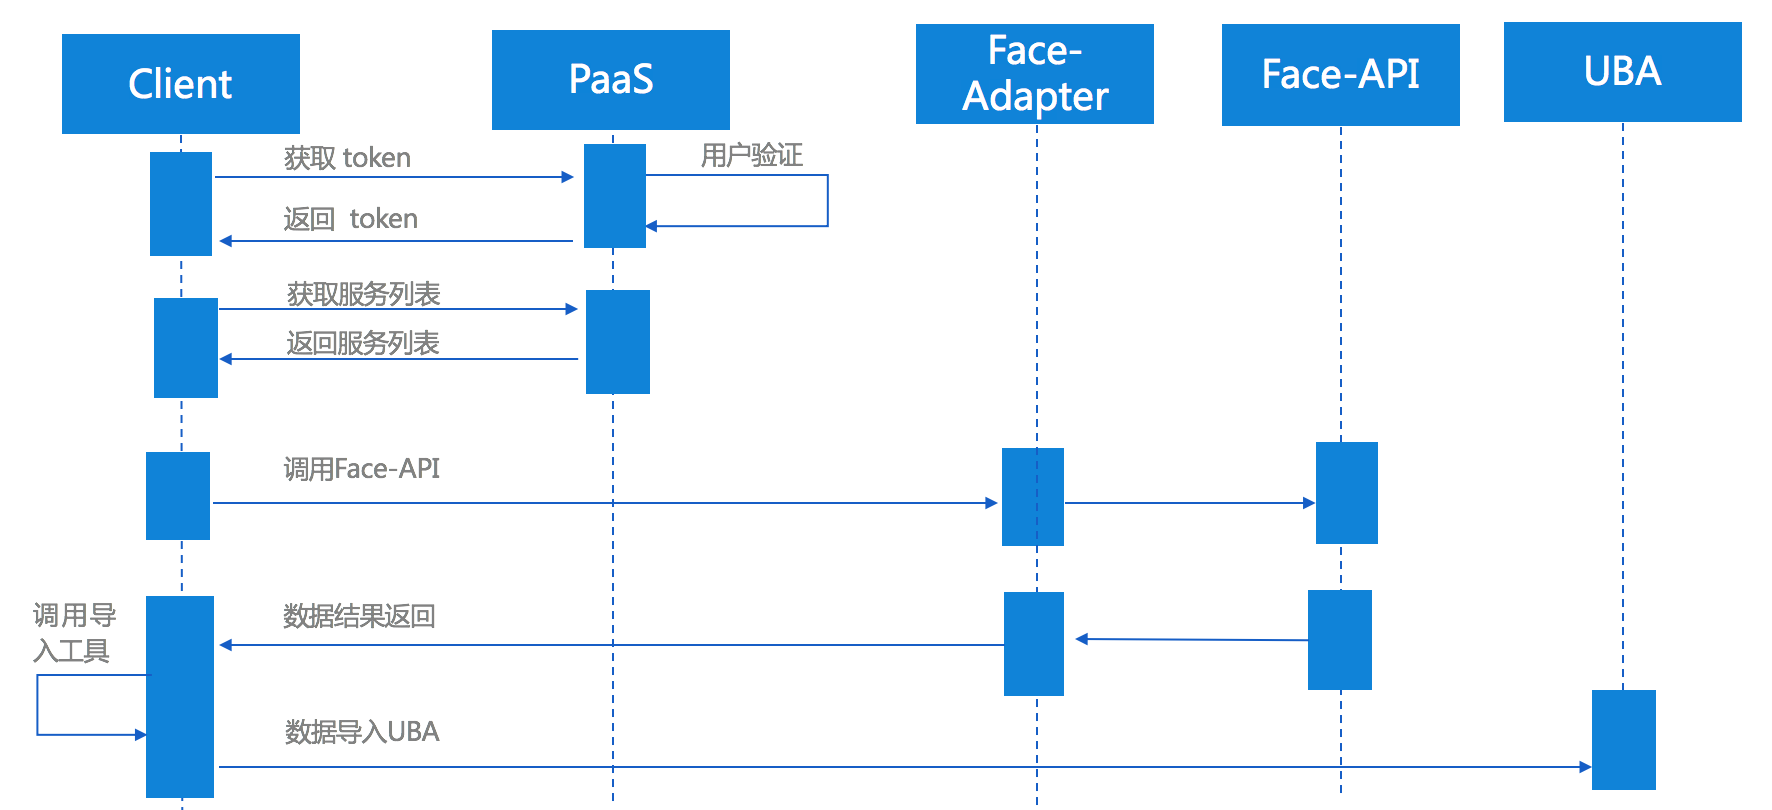 Client
PaaS
Face-
Adapter
Face-API
UBA
获取 token
用户验证
返回 token
获取服务列表
返回服务列表
调用Face-API
调用导
入工具
数据结果返回
数据导入UBA